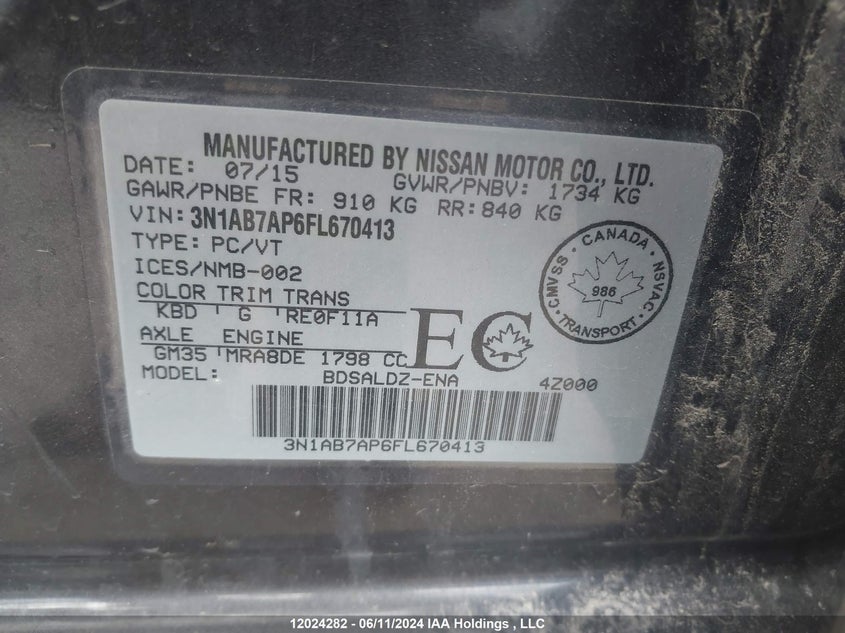 MANUFACTURED BY NISSAN MOTOR CO., LTD.
DATE: 07/15 GVWR/PNBV: 1734 KG
GAWR/PNBE FR: 910 KG RR:840 KG
VIN: 3N1AB7AP6FL670413
TYPE: PC/VT
ICES/NMB-002
COLOR TRIM TRANS
KBD G RE0F11A
AXLE ENGINE
GM35 MRA8DE 1798 CC
MODEL: BDSALDZ-ENA 4Z000
EC
CANADA
CMVSS
NSVAC
986
TRANSPORT
3N1AB7AP6FL670413
12024282 - 06/11/2024 IAA Holdings , LLC